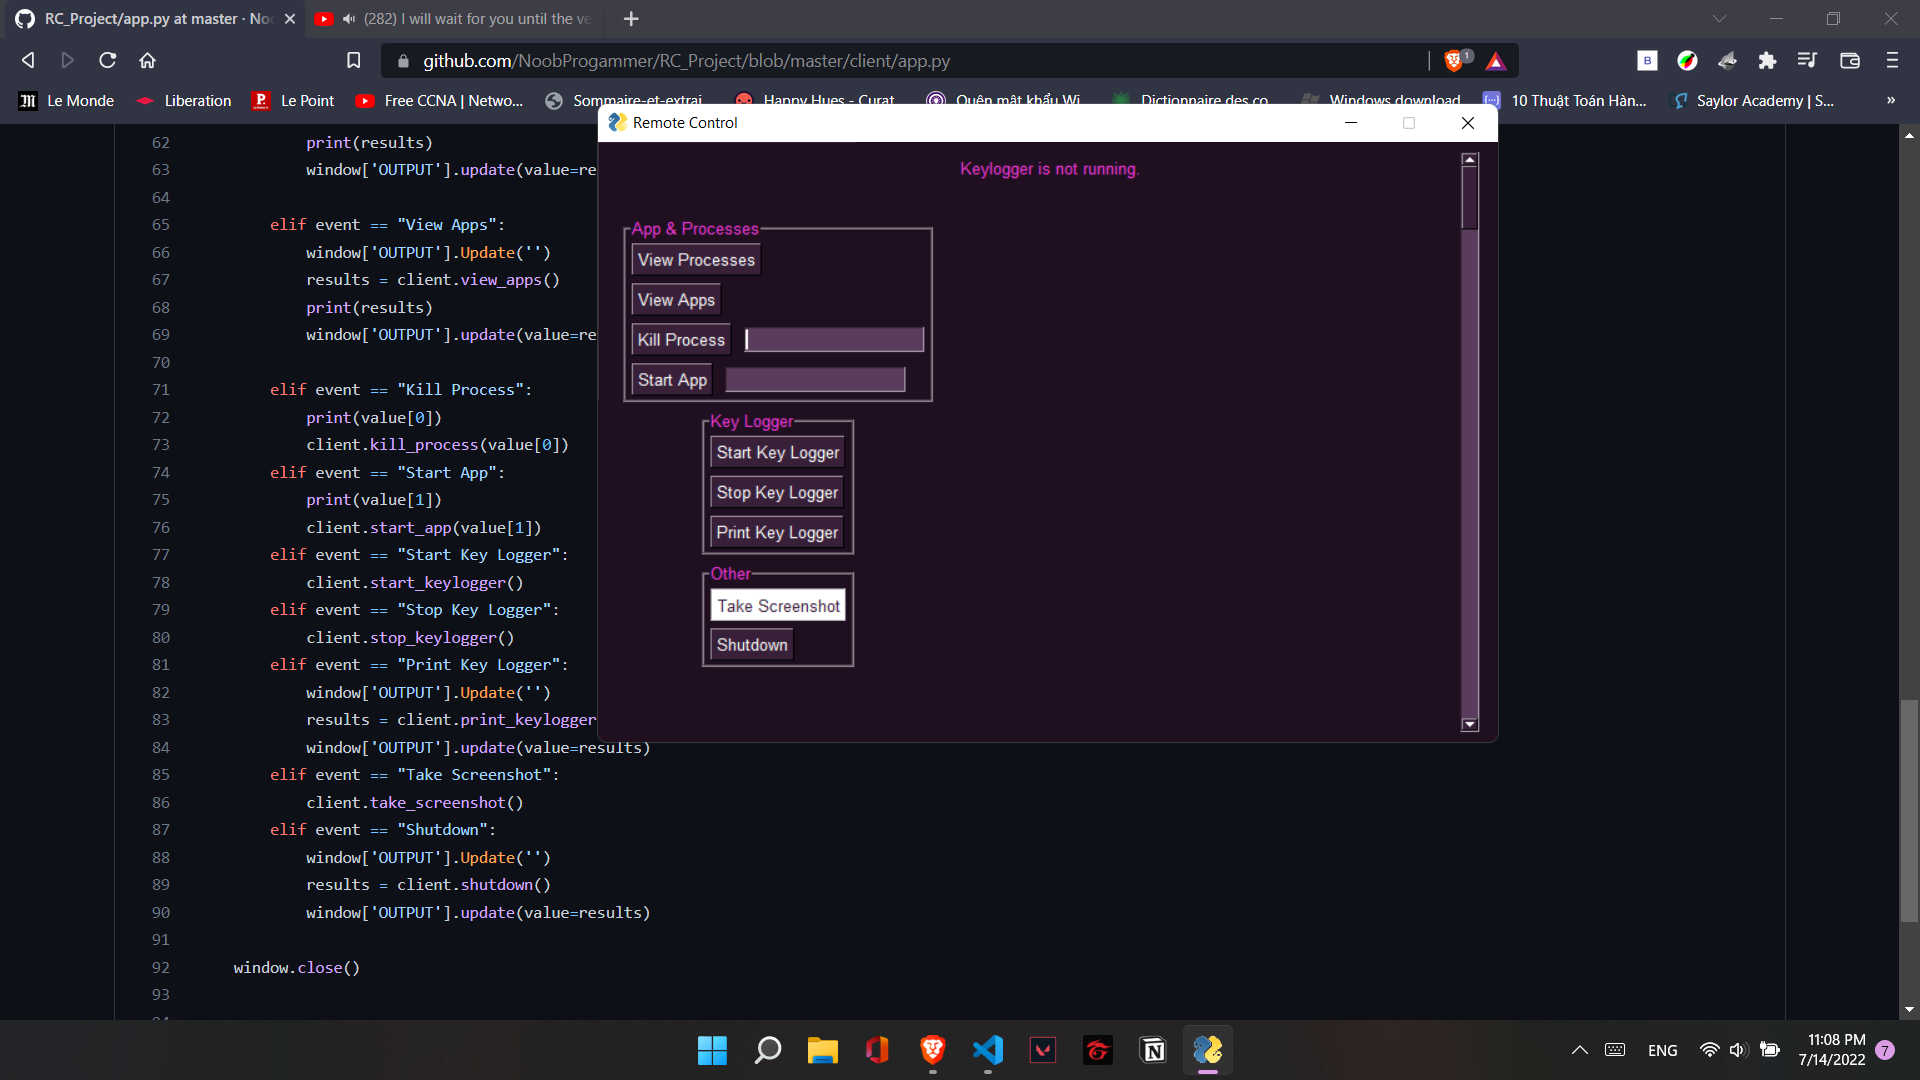 RC_Project/app.py at master · Noo
(282) I will wait for you until the ve
github.com/NoobProgammer/RC_Project/blob/master/client/app.py
1
B
Le Monde
Liberation
P.
Le Point
Free CCNA | Netwo...
Sommaire-et-extrai
Happy Hues - Curat
Quên mật khẩu Wi
Dictionnaire des co
Windows download
10 Thuật Toán Hàn...
Saylor Academy | S...
»
62 print(results)
63 window['OUTPUT'].update(value=re
64
65 elif event == "View Apps":
66 window['OUTPUT'].Update('')
67 results = client.view_apps()
68 print(results)
69 window['OUTPUT'].update(value=re
70
71 elif event == "Kill Process":
72 print(value[0])
73 client.kill_process(value[0])
74 elif event == "Start App":
75 print(value[1])
76 client.start_app(value[1])
77 elif event == "Start Key Logger":
78 client.start_keylogger()
79 elif event == "Stop Key Logger":
80 client.stop_keylogger()
81 elif event == "Print Key Logger":
82 window['OUTPUT'].Update('')
83 results = client.print_keylogger
84 window['OUTPUT'].update(value=results)
85 elif event == "Take Screenshot":
86 client.take_screenshot()
87 elif event == "Shutdown":
88 window['OUTPUT'].Update('')
89 results = client.shutdown()
90 window['OUTPUT'].update(value=results)
91
92 window.close()
93
Remote Control
Keylogger is not running.
App & Processes
View Processes
View Apps
Kill Process
Start App
Key Logger
Start Key Logger
Stop Key Logger
Print Key Logger
Other
Take Screenshot
Shutdown
ENG
11:08 PM
7/14/2022
7